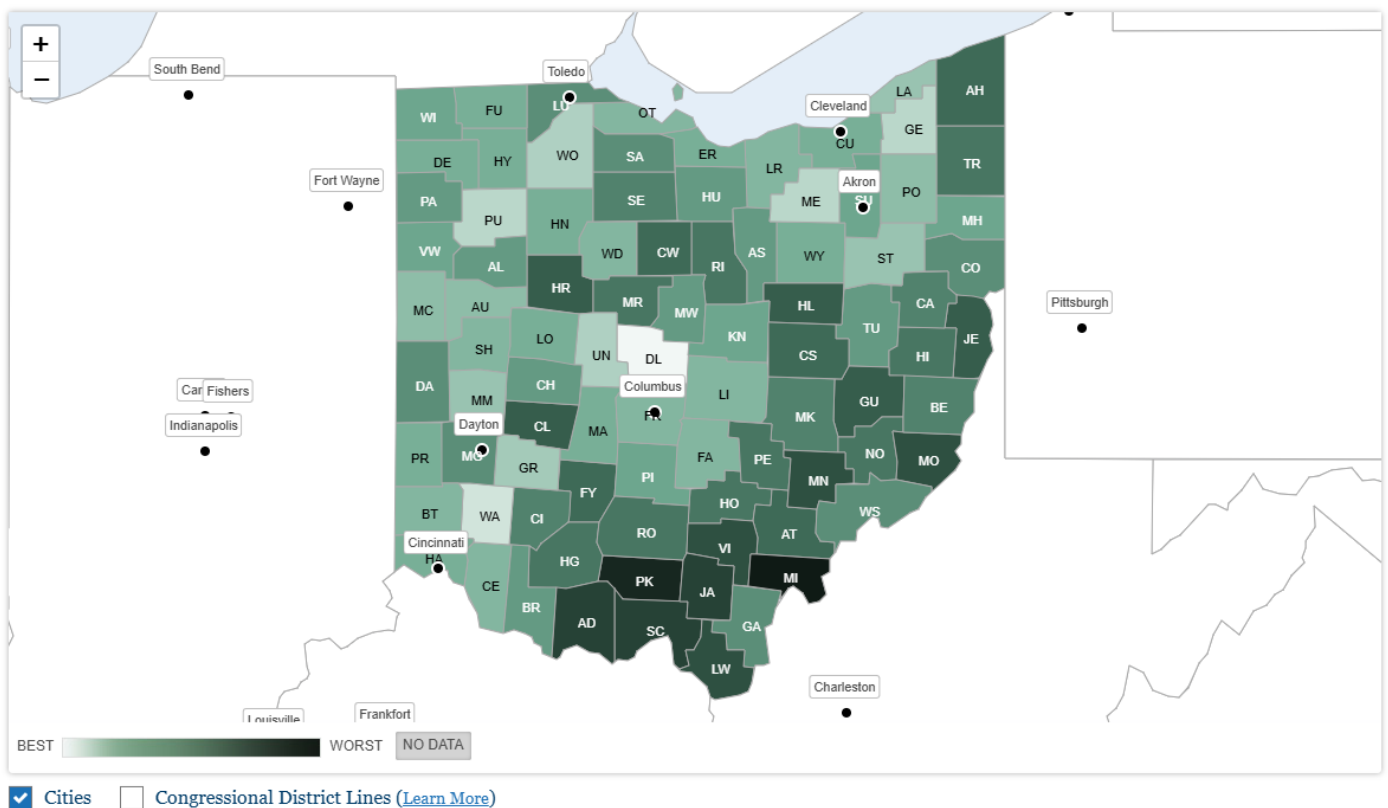 +
−
South Bend
Toledo
Cleveland
Akron
Fort Wayne
Pittsburgh
Fishers
Indianapolis
Columbus
Dayton
Cincinnati
Charleston
Louisville
Frankfort
WI
FU
LU
OT
LA
AH
GE
CU
DE
HY
WO
SA
ER
LR
TR
PA
PU
SE
HU
ME
SU
PO
MH
VW
HN
AL
WD
CW
RI
AS
WY
ST
CO
HR
MC
AU
MR
MW
HL
CA
TU
JE
SH
LO
UN
DL
KN
CS
HI
DA
MM
CH
LI
GU
BE
FR
MK
CL
MA
PR
MG
GR
PI
FA
PE
NO
MO
MN
BT
WA
FY
CI
HO
WS
RO
AT
HA
HG
VI
CE
PK
JA
MI
BR
AD
SC
GA
LW
BEST
WORST
NO DATA
Cities
Congressional District Lines (Learn More)